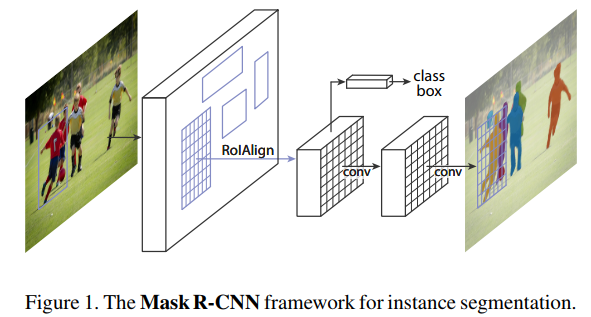 class
box
RoIAlign
conv
conv
Figure 1. The Mask R-CNN framework for instance segmentation.